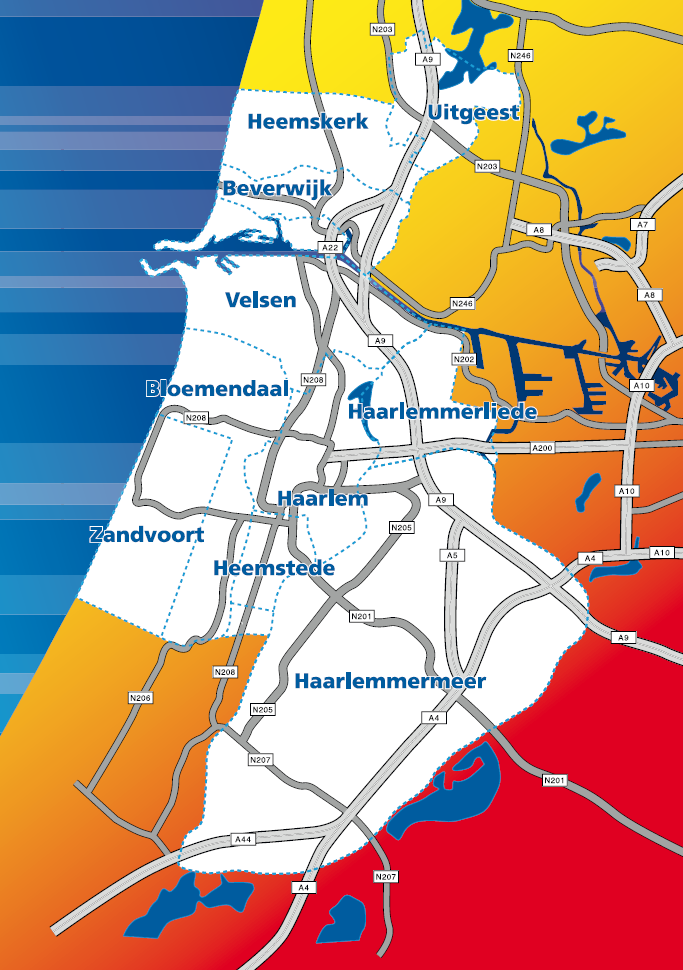 N203
A9
N246
Uitgeest
Heemskerk
N203
Beverwijk
A7
A8
A22
Velsen
A8
N246
A9
N202
N208
A10
Bloemendaal
Haarlemmerliede
N208
A200
A10
Haarlem
A9
N205
Zandvoort
A5
A10
A4
Heemstede
N201
A9
N208
Haarlemmermeer
N206
N205
A4
N207
N201
A44
N207
A4